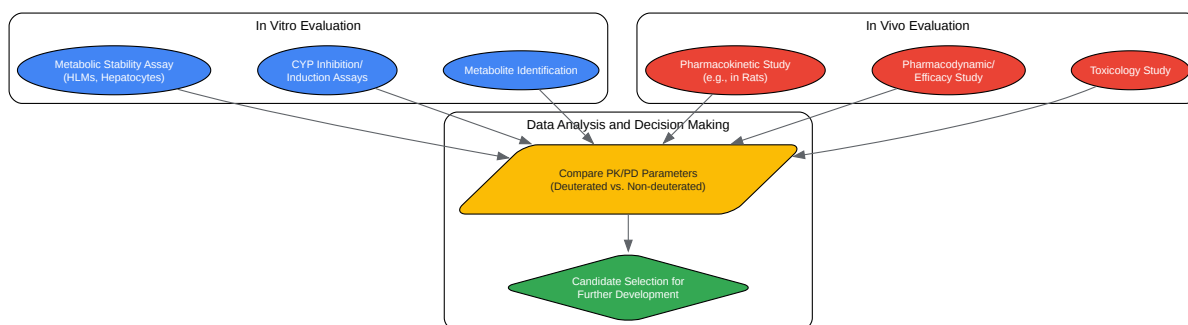 In Vitro Evaluation
Metabolic Stability Assay
(HLMs, Hepatocytes)
CYP Inhibition/
Induction Assays
Metabolite Identification
In Vivo Evaluation
Pharmacokinetic Study
(e.g., in Rats)
Pharmacodynamic/
Efficacy Study
Toxicology Study
Data Analysis and Decision Making
Compare PK/PD Parameters
(Deuterated vs. Non-deuterated)
Candidate Selection for
Further Development